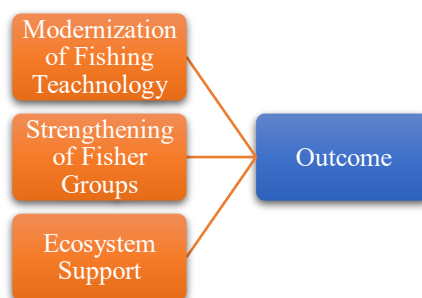 Modernization
of Fishing
Teachnology
Strengthening
of Fisher
Groups
Outcome
Ecosystem
Support